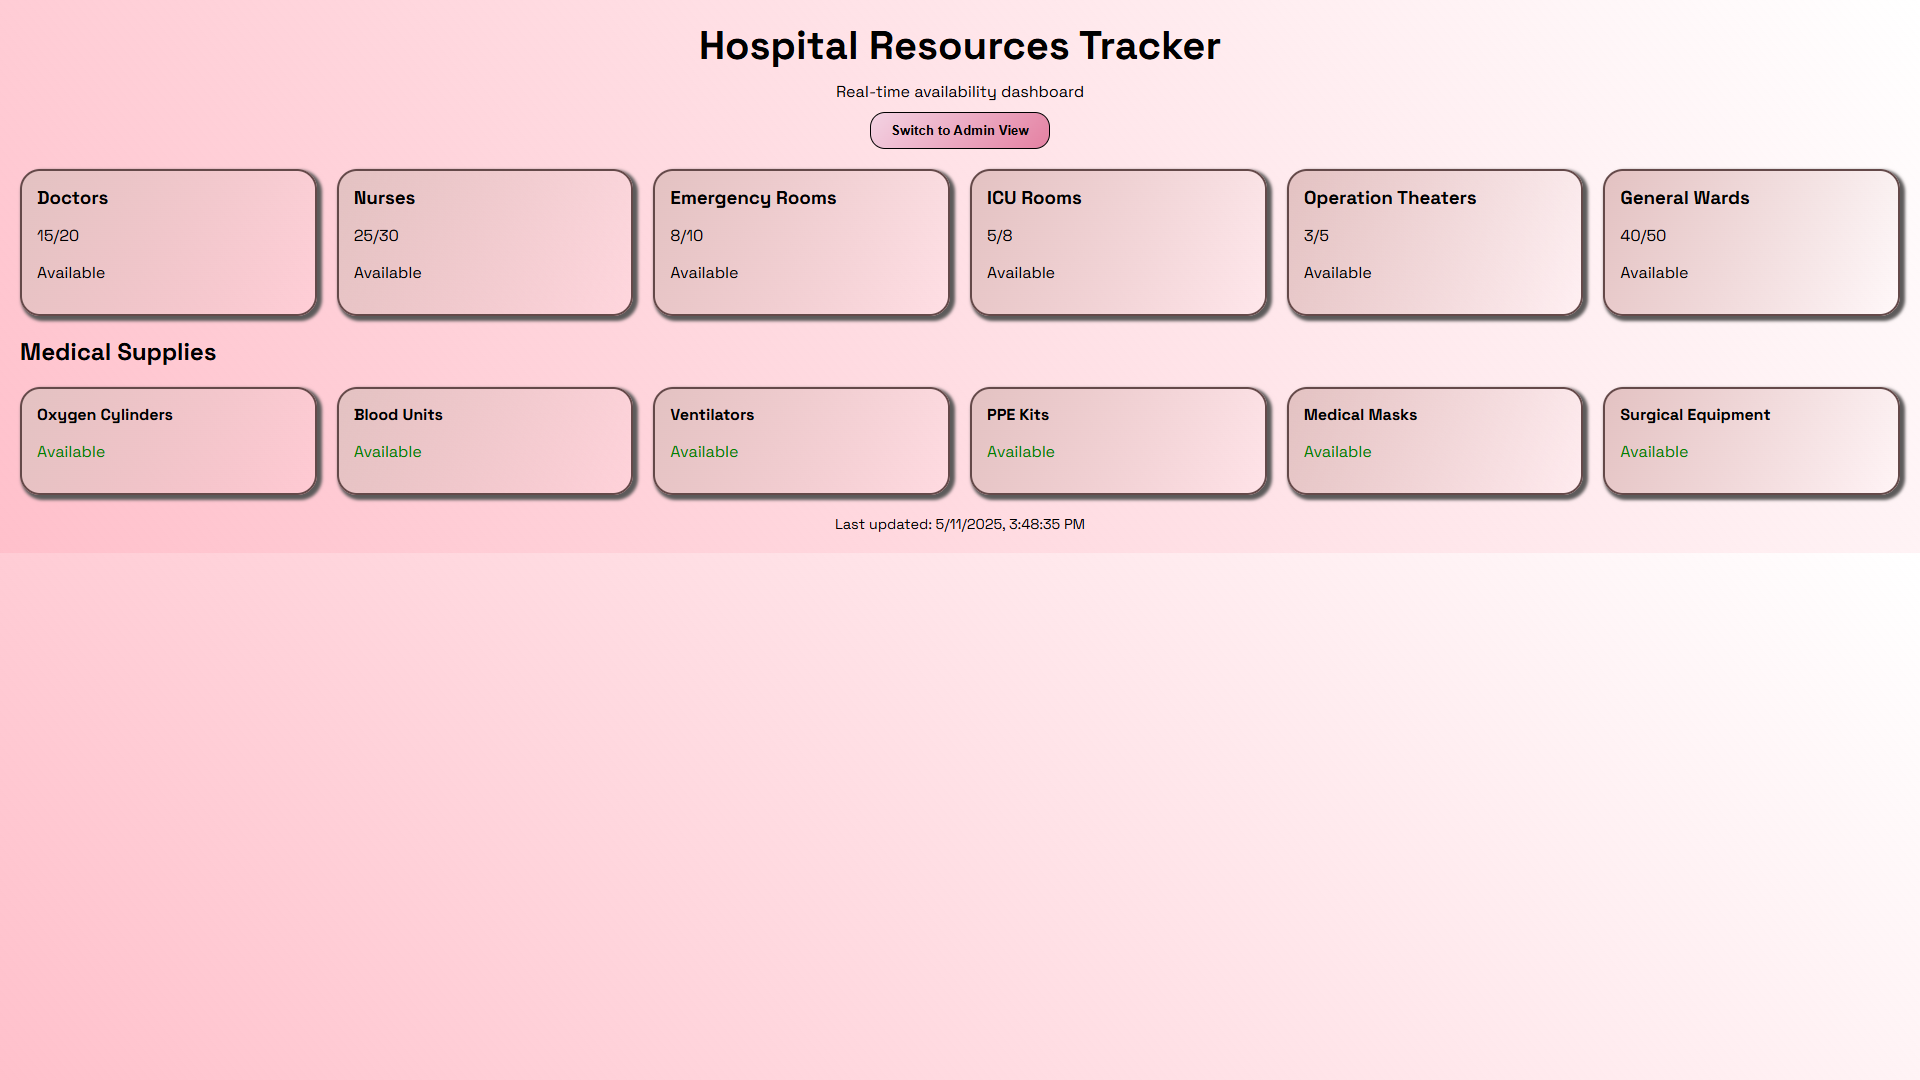 Hospital Resources Tracker
Real-time availability dashboard
Switch to Admin View
Doctors
15/20
Available
Nurses
25/30
Available
Emergency Rooms
8/10
Available
ICU Rooms
5/8
Available
Operation Theaters
3/5
Available
General Wards
40/50
Available
Medical Supplies
Oxygen Cylinders
Available
Blood Units
Available
Ventilators
Available
PPE Kits
Available
Medical Masks
Available
Surgical Equipment
Available
Last updated: 5/11/2025, 3:48:35 PM